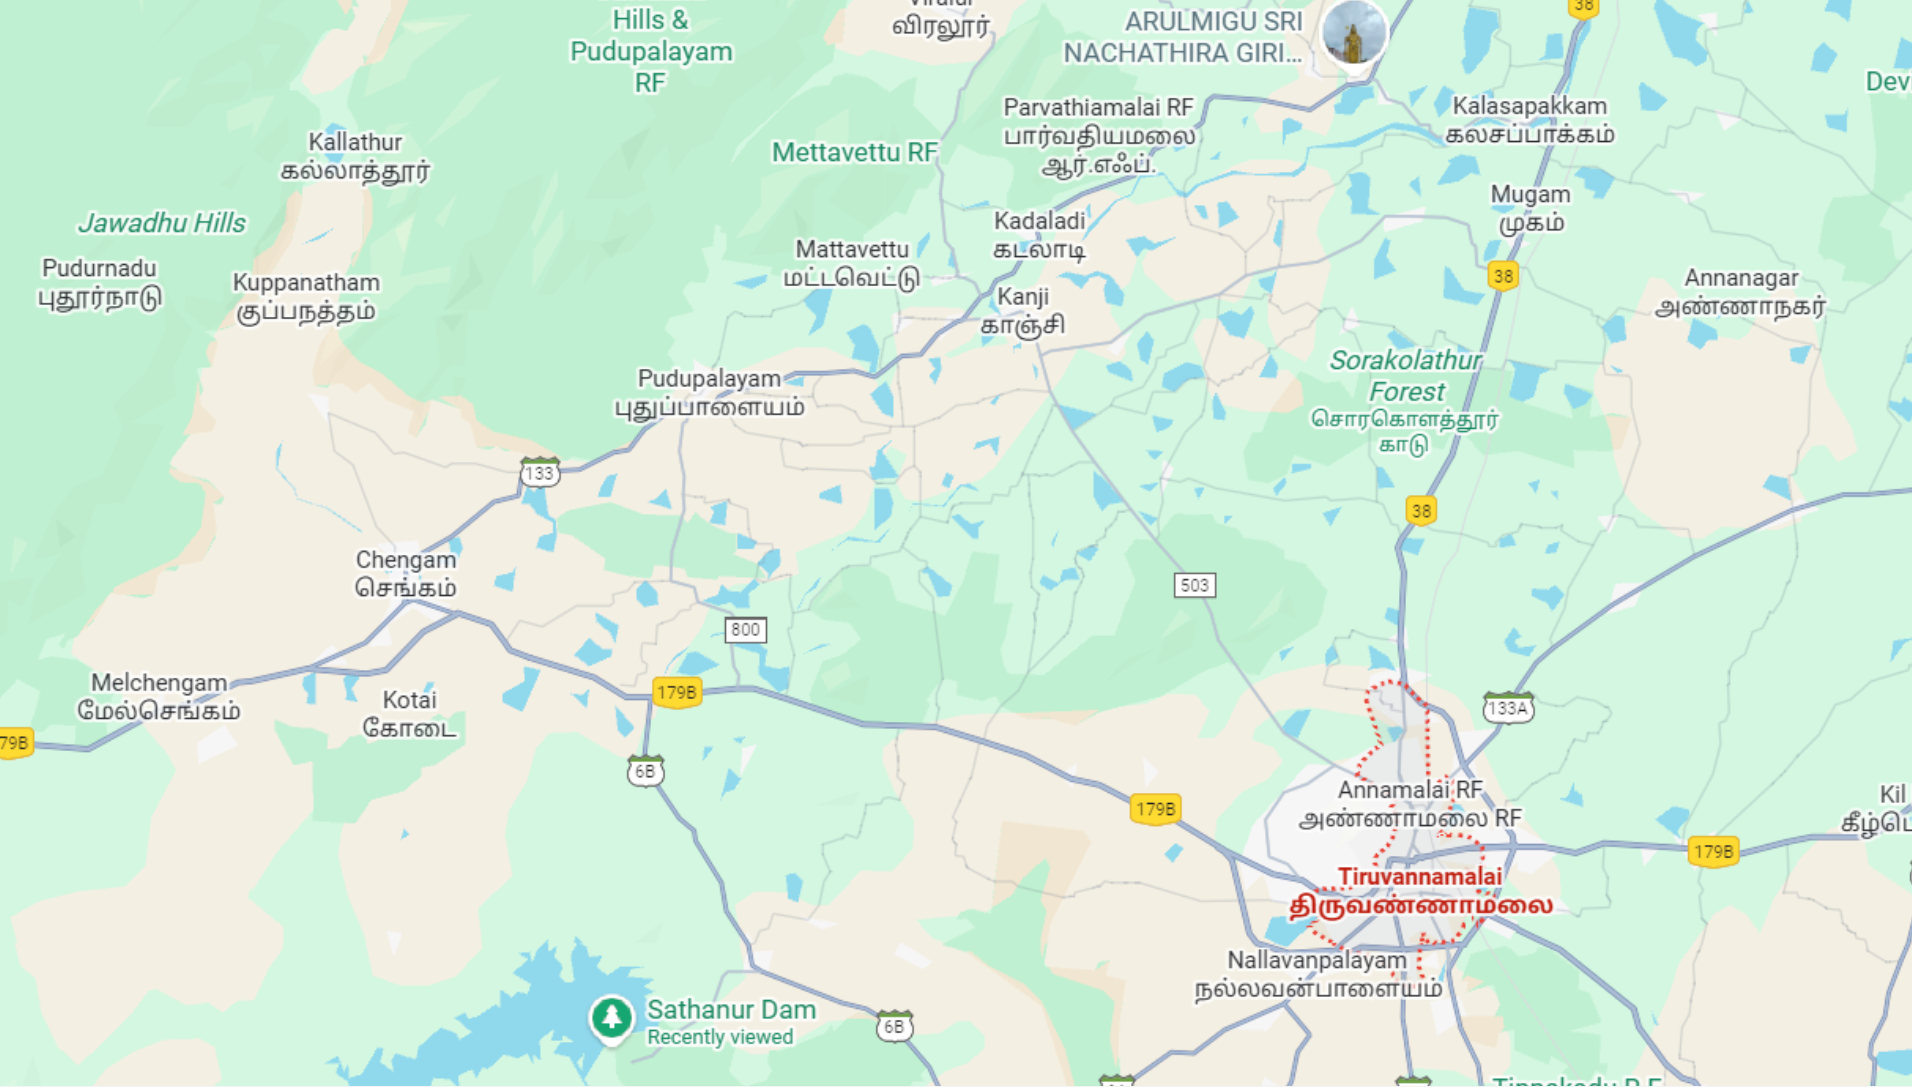 விரலூர்
38
Hills &
Pudupalayam
RF
ARULMIGU SRI
NACHATHIRA GIRI...
Dev
Parvathiamalai RF
பார்வதியமலை
ஆர்.எஃப்.
Kalasapakkam
கலசப்பாக்கம்
Kallathur
கல்லாத்தூர்
Mettavettu RF
Mugam
முகம்
Jawadhu Hills
Kadaladi
கடலாடி
Mattavettu
மட்டவெட்டு
Pudurnadu
புதூர்நாடு
Kuppanatham
குப்பநத்தம்
38
Annanagar
அண்ணாநகர்
Kanji
காஞ்சி
Sorakolathur
Forest
சொரகொளத்தூர்
காடு
Pudupalayam
புதுப்பாளையம்
133
38
Chengam
செங்கம்
503
800
Melchengam
மேல்செங்கம்
Kotai
கோடை
179B
133A
79B
6B
Annamalai RF
அண்ணாமலை RF
179B
Kil
179B
Tiruvannamalai
திருவண்ணாமலை
Nallavanpalayam
நல்லவன்பாளையம்
Sathanur Dam
Recently viewed
6B